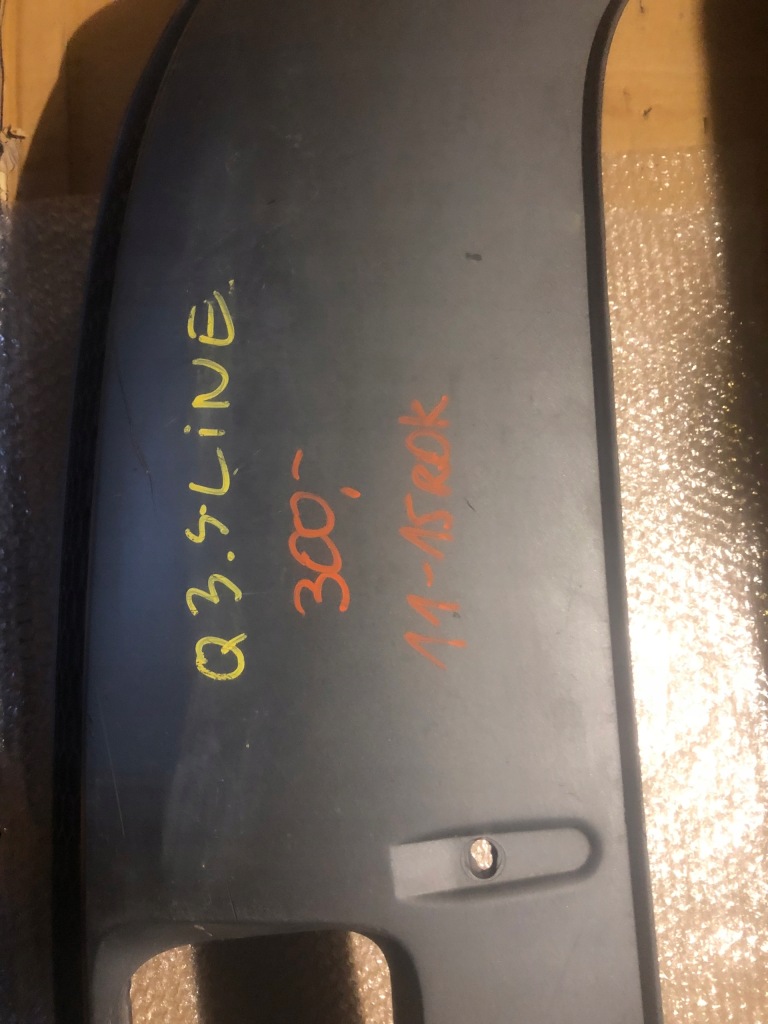 Q3.S-LINE.
300,-
11-15 ROK